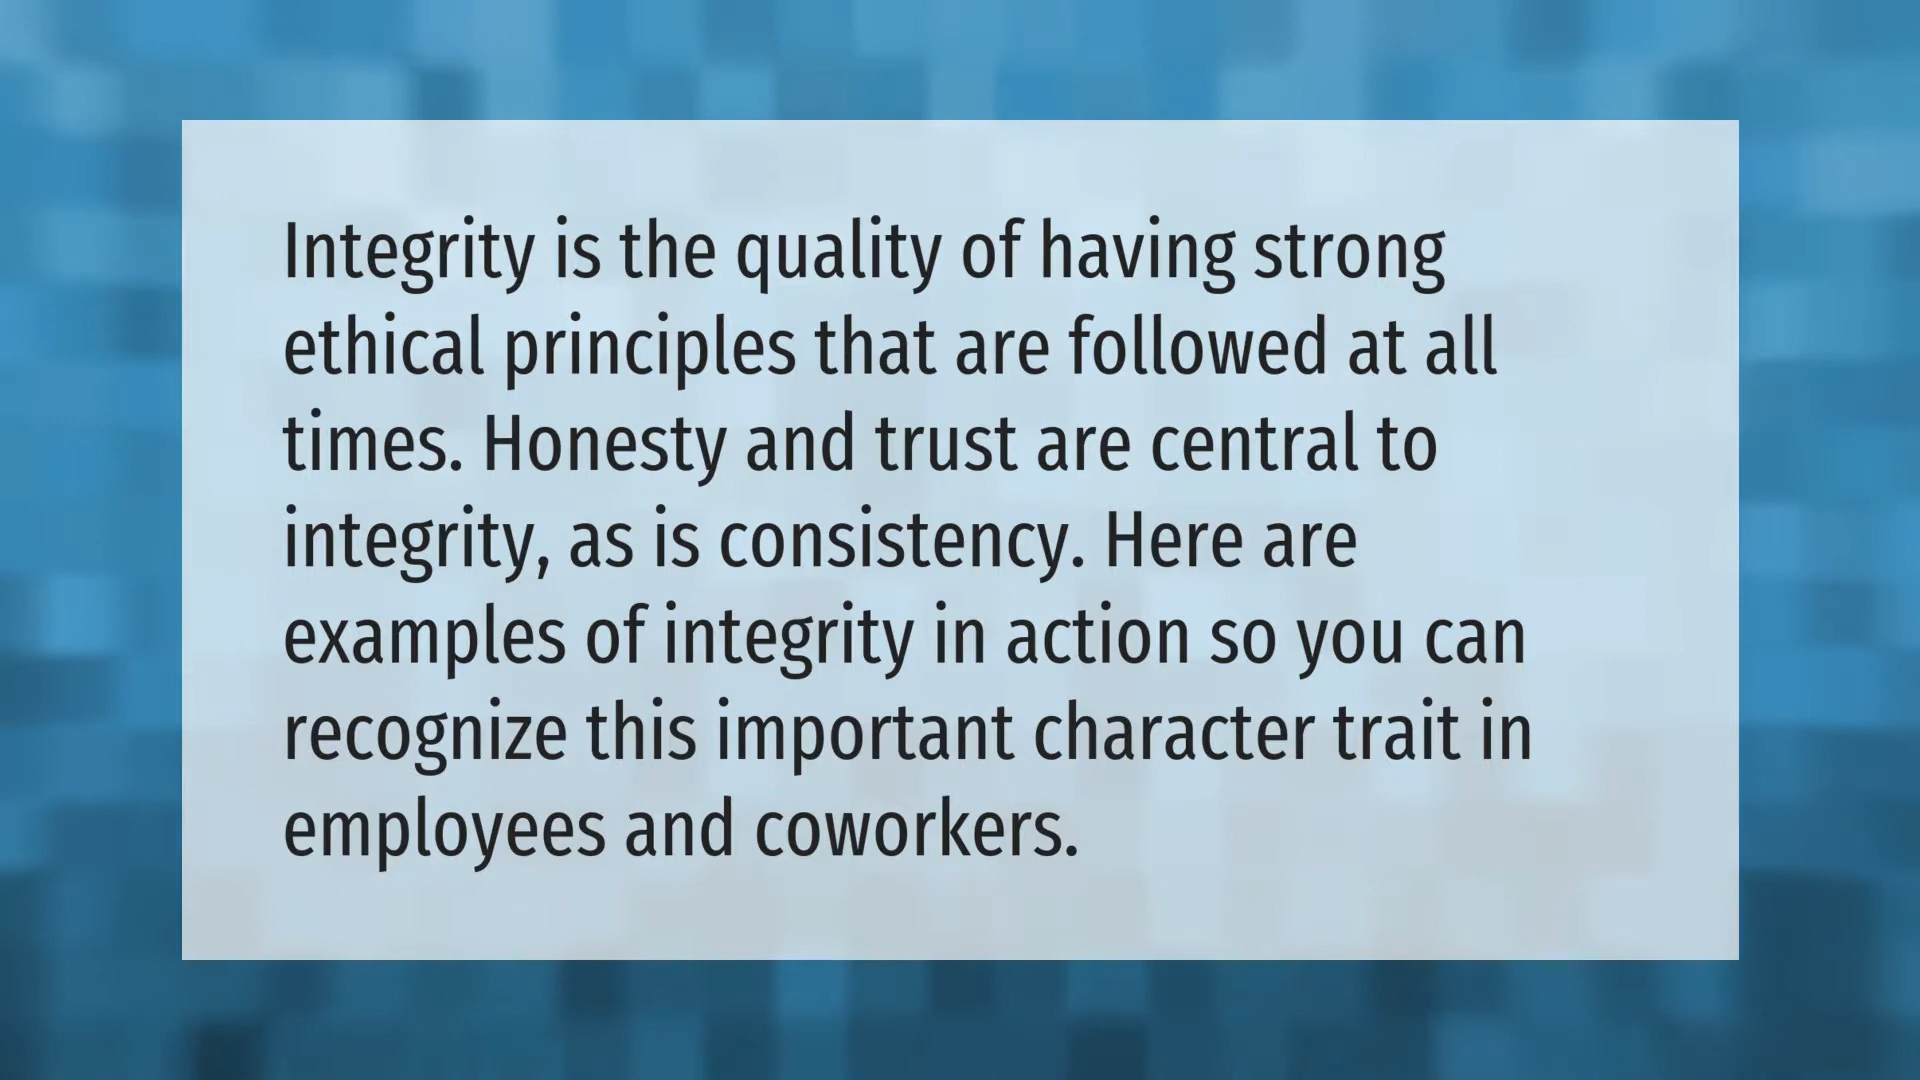 Integrity is the quality of having strong
ethical principles that are followed at all
times. Honesty and trust are central to
integrity, as is consistency. Here are
examples of integrity in action so you can
recognize this important character trait in
employees and coworkers.